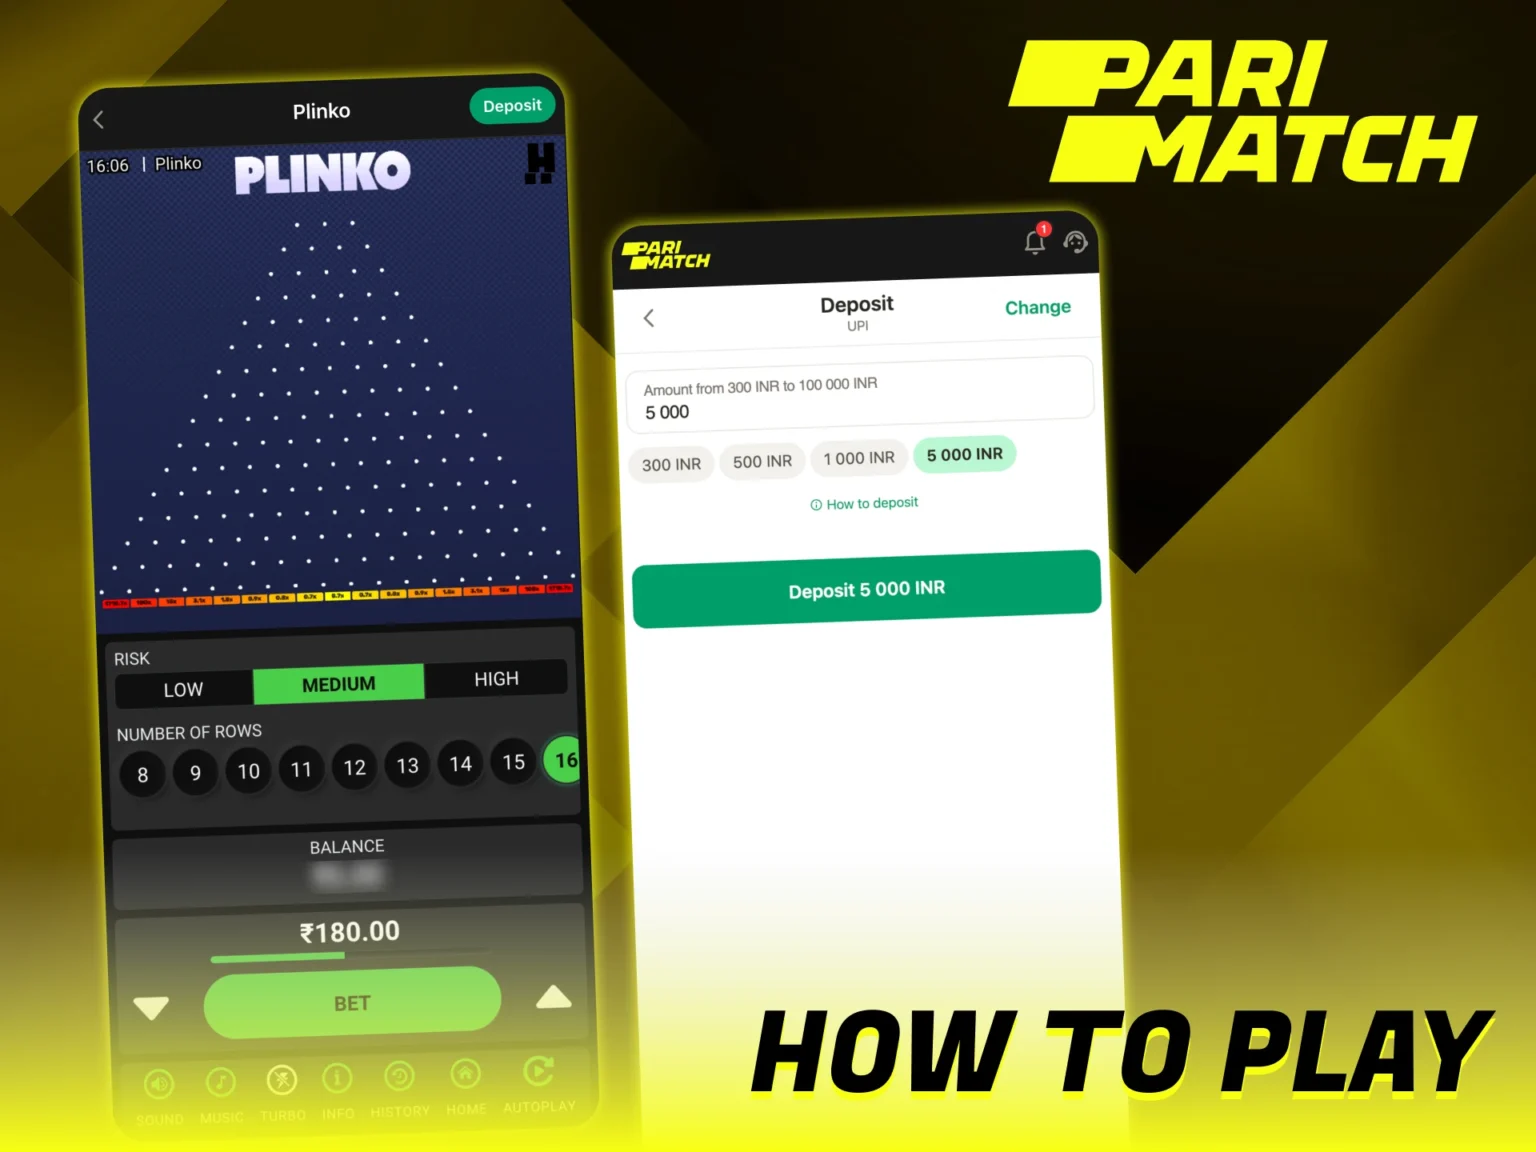 PARI
MATCH
Plinko
Deposit
16:06 | Plinko
PLINKO
100x
RISK
LOW
MEDIUM
HIGH
NUMBER OF ROWS
8 9 10 11 12 13 14 15 16
BALANCE
₹180.00
BET
SOUND
MUSIC
TURBO
INFO
HISTORY
HOME
AUTOPLAY
PARI
MATCH
1
Deposit
UPI
Change
Amount from 300 INR to 100 000 INR
5 000
300 INR
500 INR
1 000 INR
5 000 INR
How to deposit
Deposit 5 000 INR
HOW TO PLAY